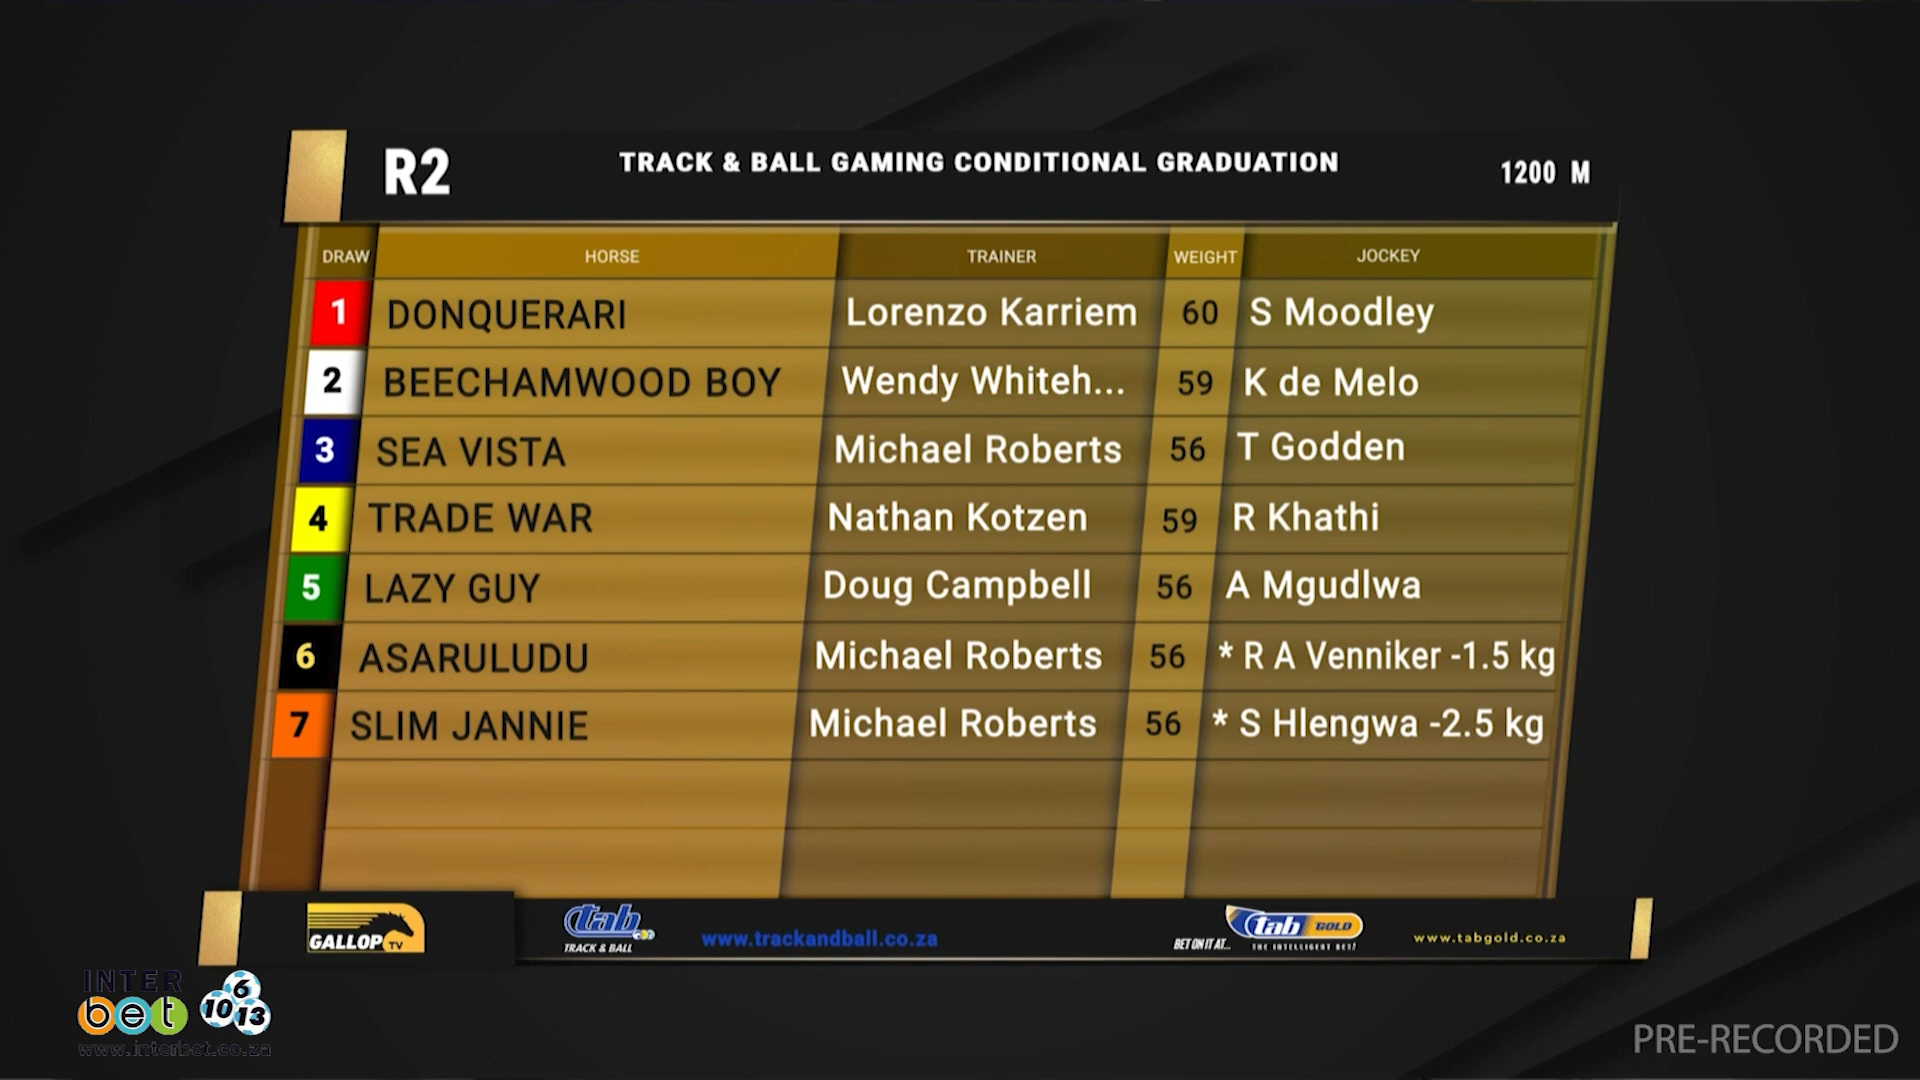 R2 TRACK & BALL GAMING CONDITIONAL GRADUATION 1200 M
DRAW HORSE TRAINER WEIGHT JOCKEY
1 DONQUERARI Lorenzo Karriem 60 S Moodley
2 BEECHAMWOOD BOY Wendy Whiteh... 59 K de Melo
3 SEA VISTA Michael Roberts 56 T Godden
4 TRADE WAR Nathan Kotzen 59 R Khathi
5 LAZY GUY Doug Campbell 56 A Mgudlwa
6 ASARULUDU Michael Roberts 56 * R A Venniker -1.5 kg
7 SLIM JANNIE Michael Roberts 56 * S Hlengwa -2.5 kg
GALLOP TV
tab
TRACK & BALL
www.trackandball.co.za
BET ON IT AT...
tab GOLD
THE INTELLIGENT BET!
www.tabgold.co.za
INTER
bet
6
10 13
www.interbet.co.za
PRE-RECORDED